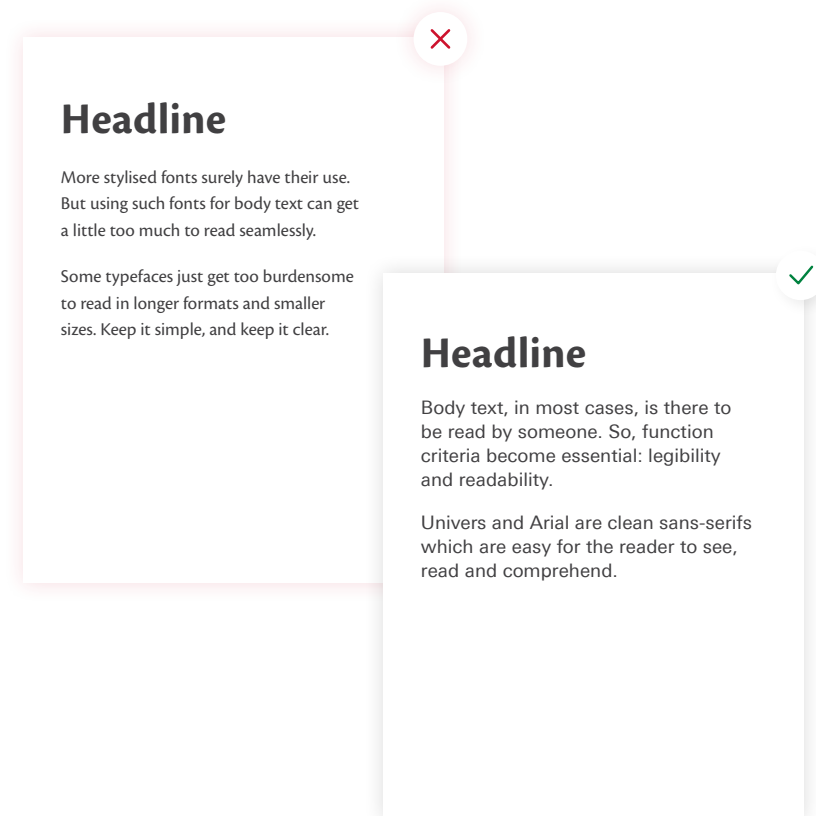 Headline
More stylised fonts surely have their use.
But using such fonts for body text can get
a little too much to read seamlessly.
Some typefaces just get too burdensome
to read in longer formats and smaller
sizes. Keep it simple, and keep it clear.
Headline
Body text, in most cases, is there to
be read by someone. So, function
criteria become essential: legibility
and readability.
Univers and Arial are clean sans-serifs
which are easy for the reader to see,
read and comprehend.